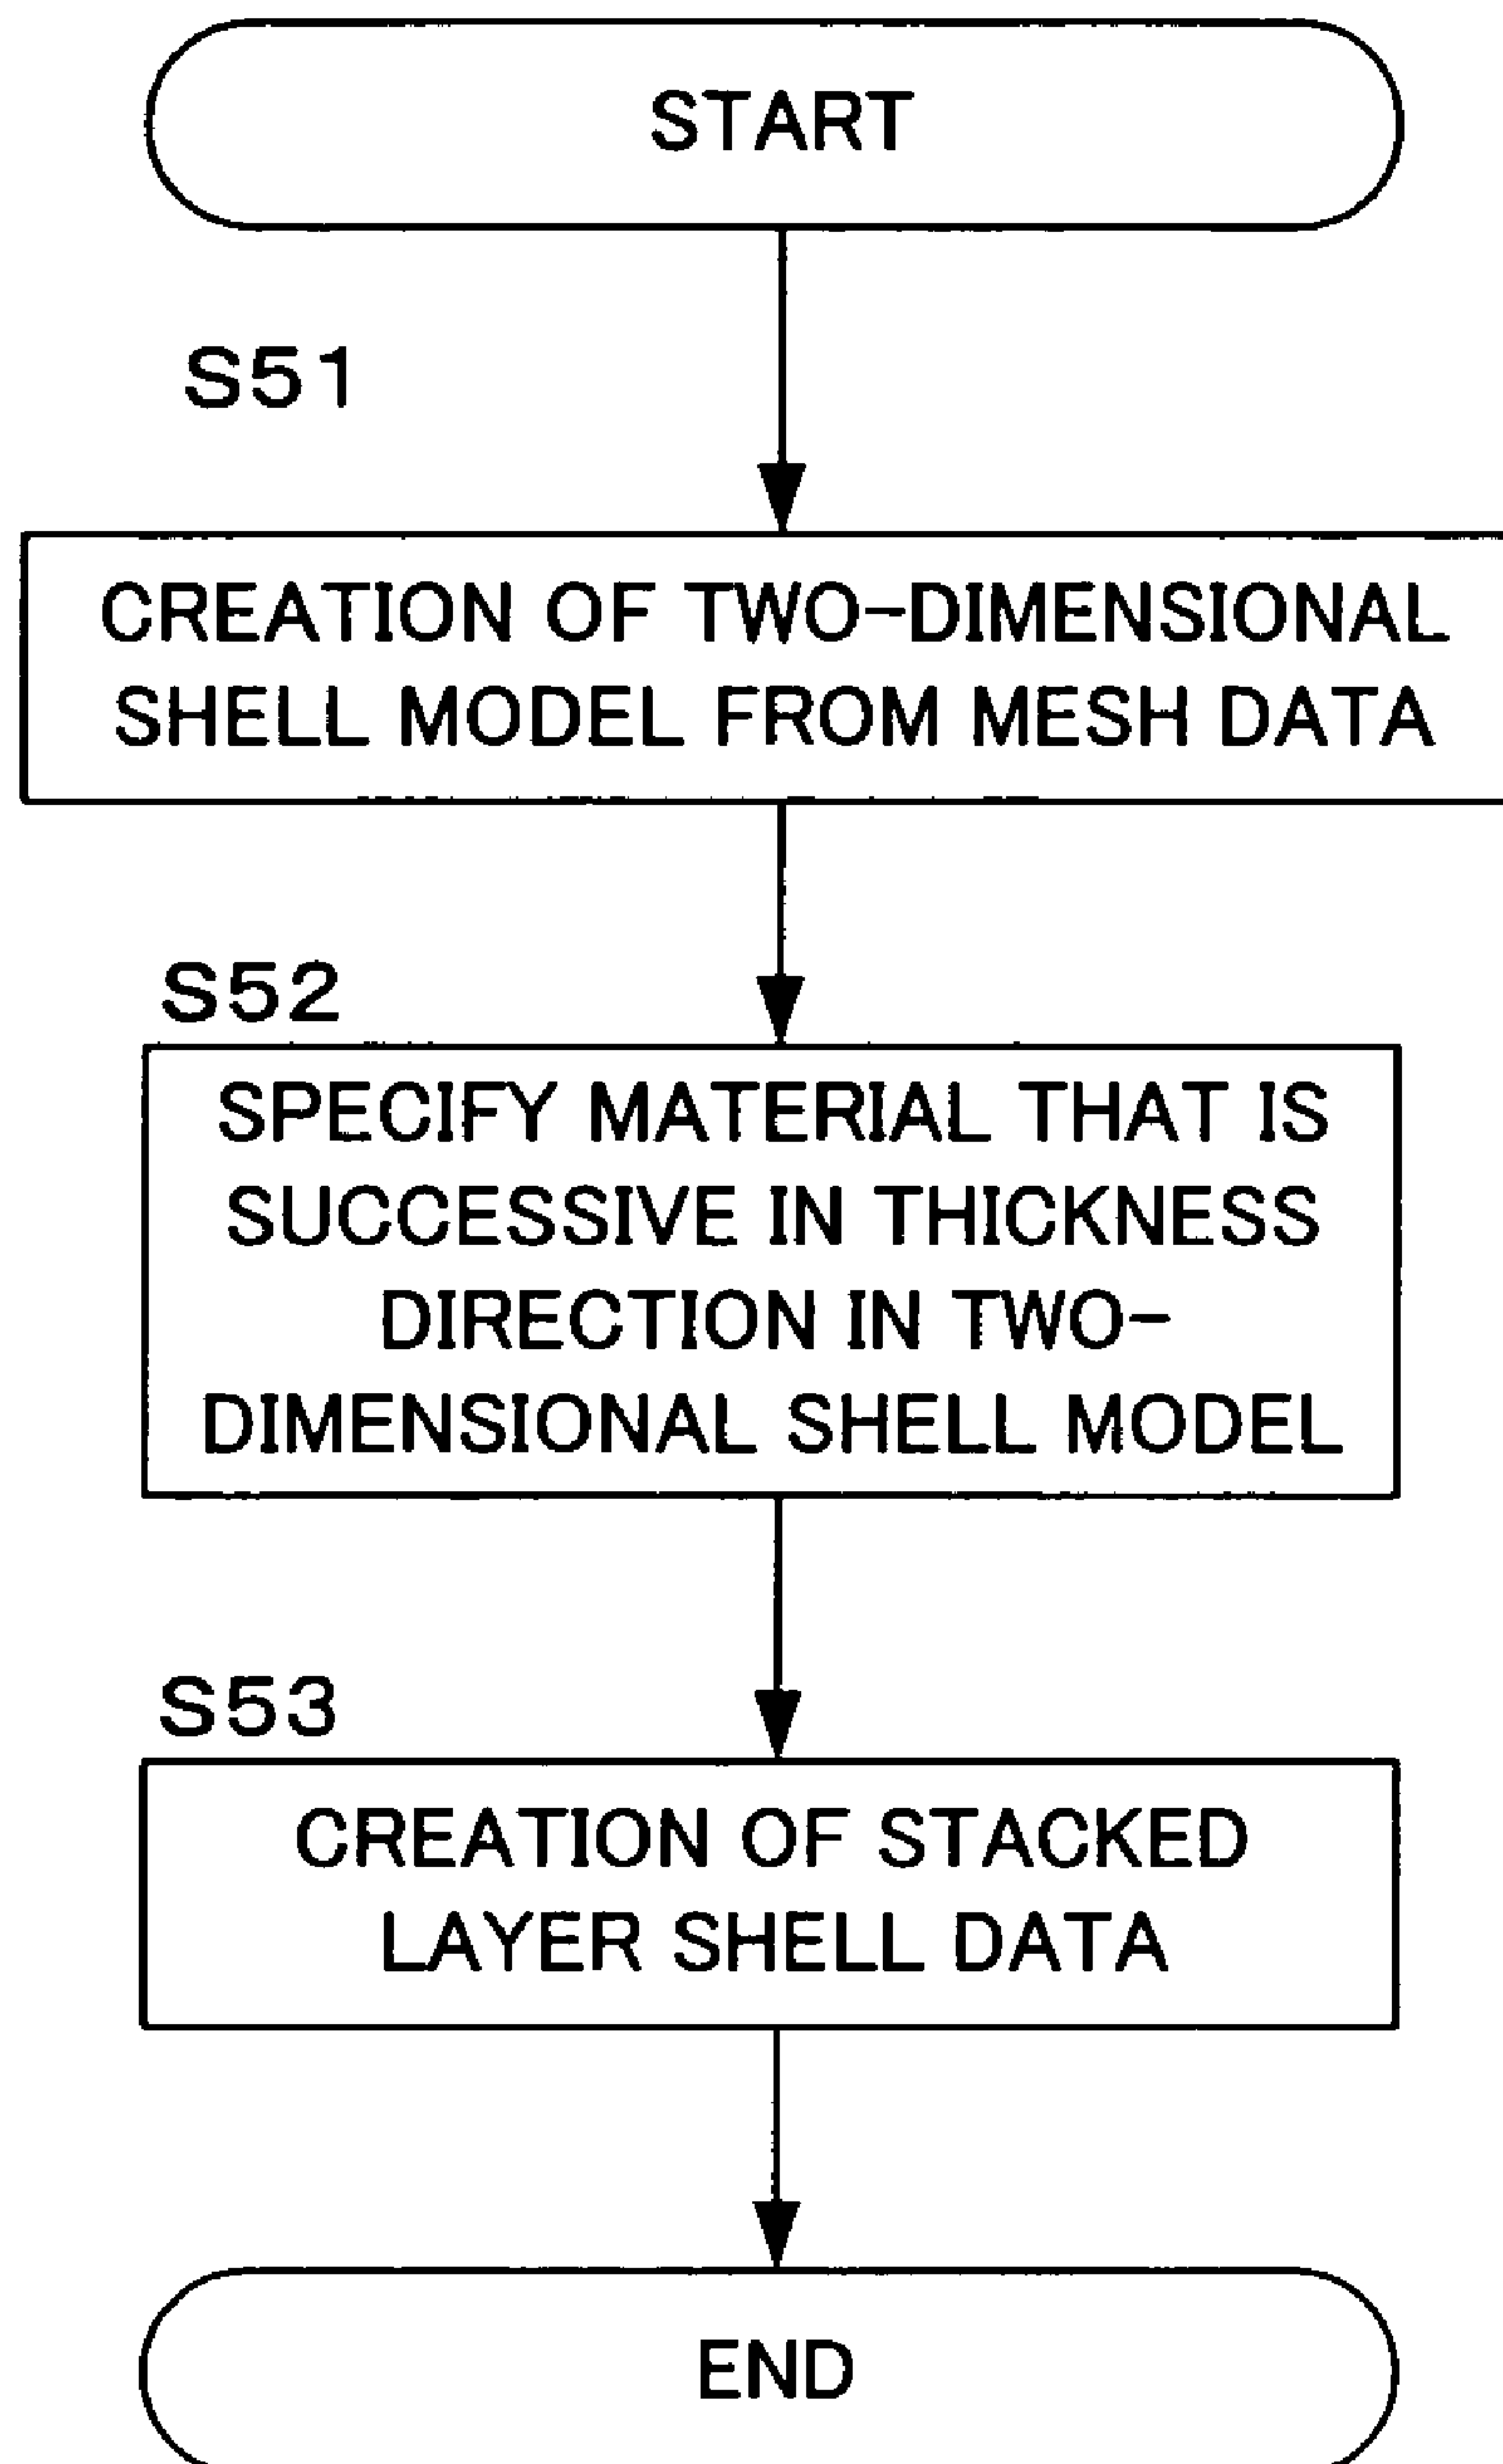 START
S51
CREATION OF TWO-DIMENSIONAL
SHELL MODEL FROM MESH DATA
S52
SPECIFY MATERIAL THAT IS
SUCCESSIVE IN THICKNESS
DIRECTION IN TWO-
DIMENSIONAL SHELL MODEL
S53
CREATION OF STACKED
LAYER SHELL DATA
END